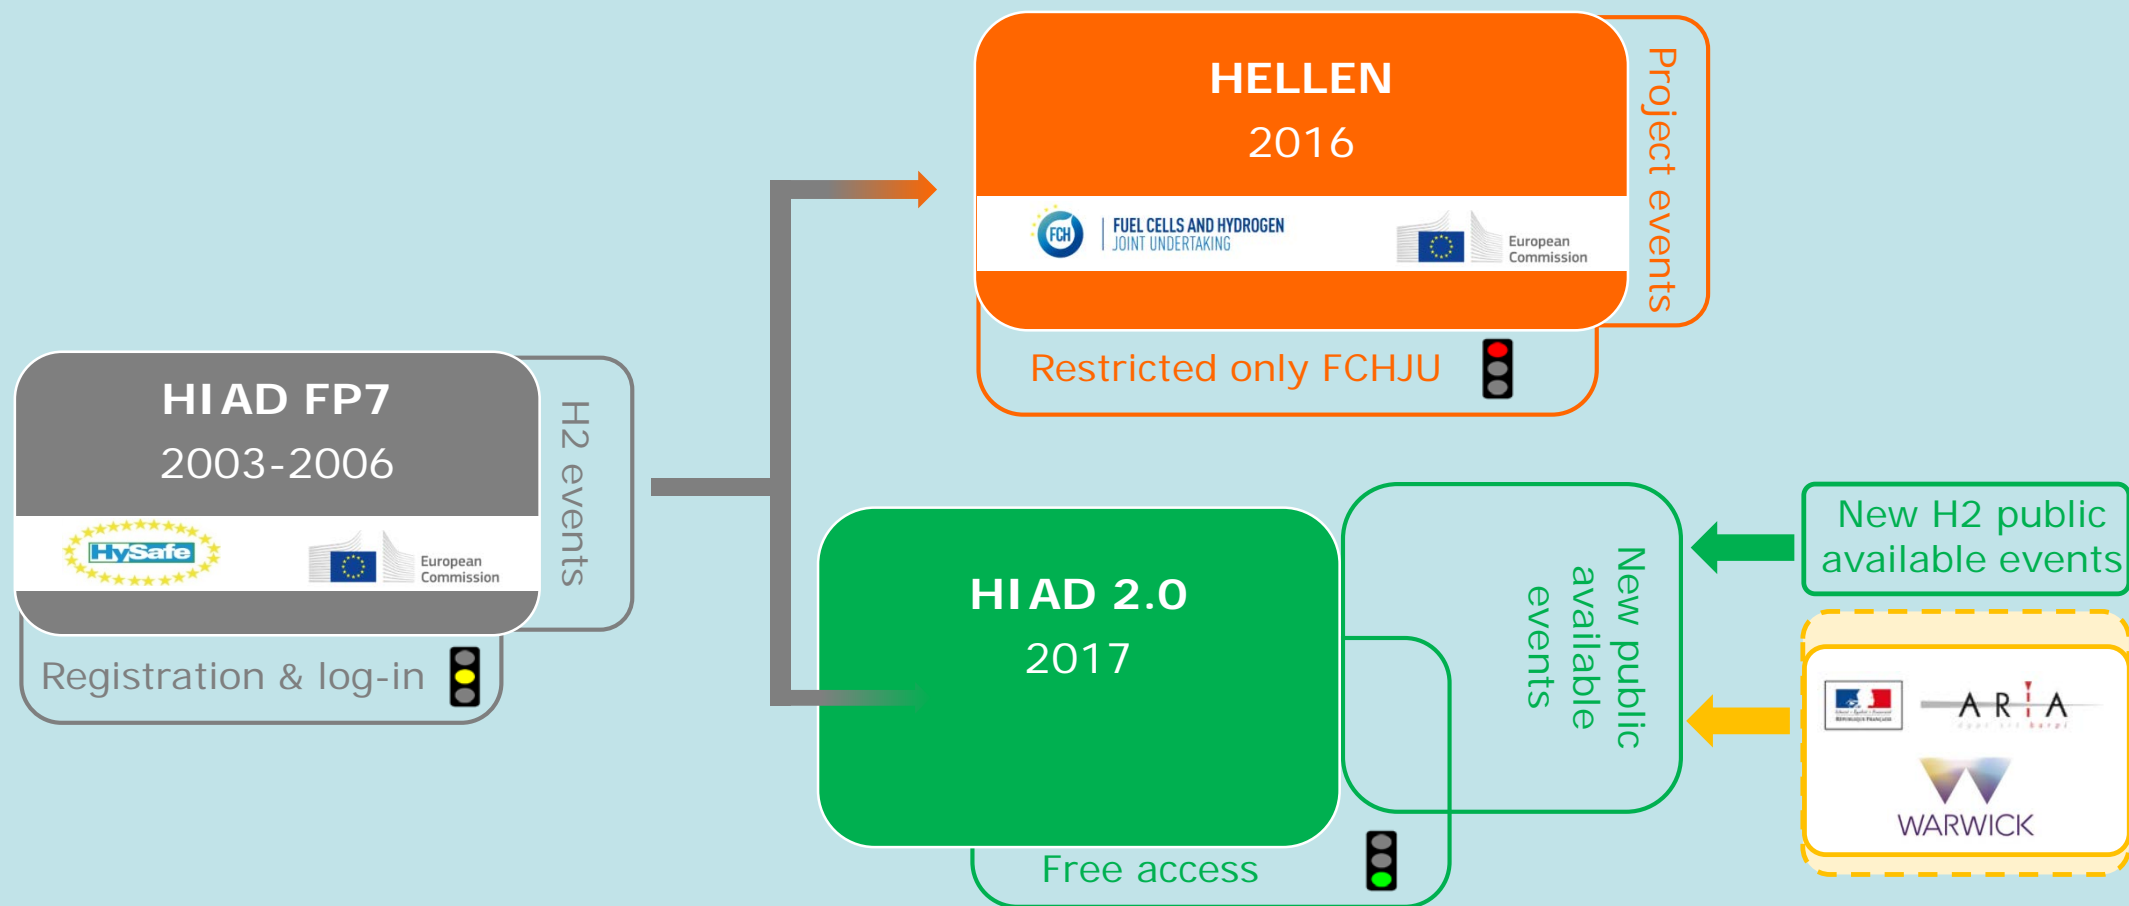 HELLEN
2016
FCH
FUEL CELLS AND HYDROGEN
JOINT UNDERTAKING
European
Commission
Project events
Restricted only FCHJU
HIAD FP7
2003-2006
HySafe
European
Commission
H2 events
Registration & log-in
HIAD 2.0
2017
New public
available
events
Free access
New H2 public
available events
ARIA
WARWICK